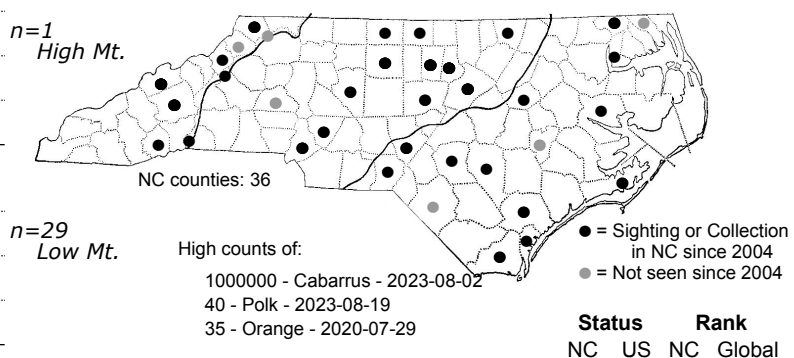 n=1
High Mt.
NC counties: 36
n=29
Low Mt.
High counts of:
1000000 - Cabarrus - 2023-08-02
40 - Polk - 2023-08-19
35 - Orange - 2020-07-29
● = Sighting or Collection
in NC since 2004
● = Not seen since 2004
Status Rank
NC US NC Global